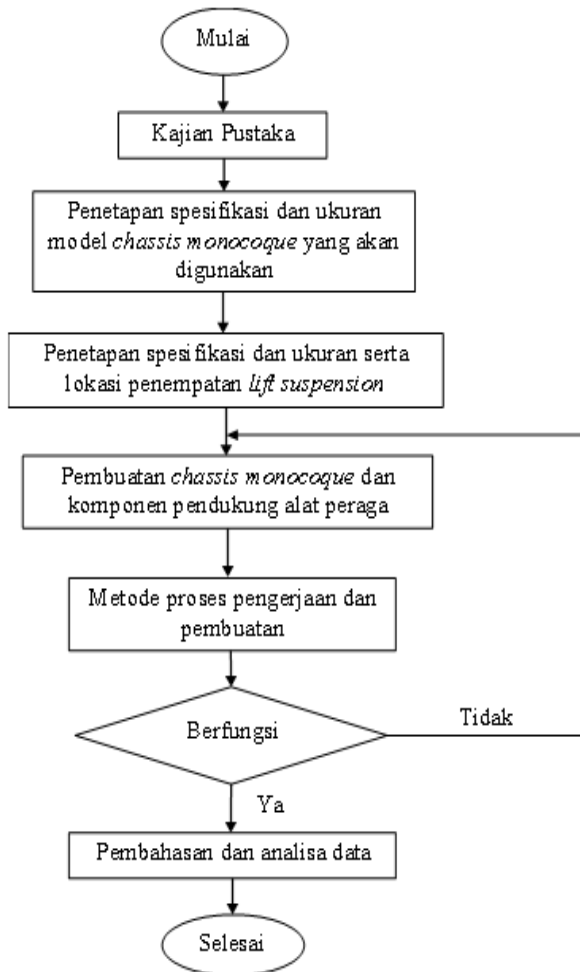 Mulai
Kajian Pustaka
Penetapan spesifikasi dan ukuran
model chassis monocoque yang akan
digunakan
Penetapan spesifikasi dan ukuran serta
lokasi penempatan lift suspension
Pembuatan chassis monocoque dan
komponen pendukung alat peraga
Metode proses pengerjaan dan
pembuatan
Berfungsi
Tidak
Ya
Pembahasan dan analisa data
Selesai